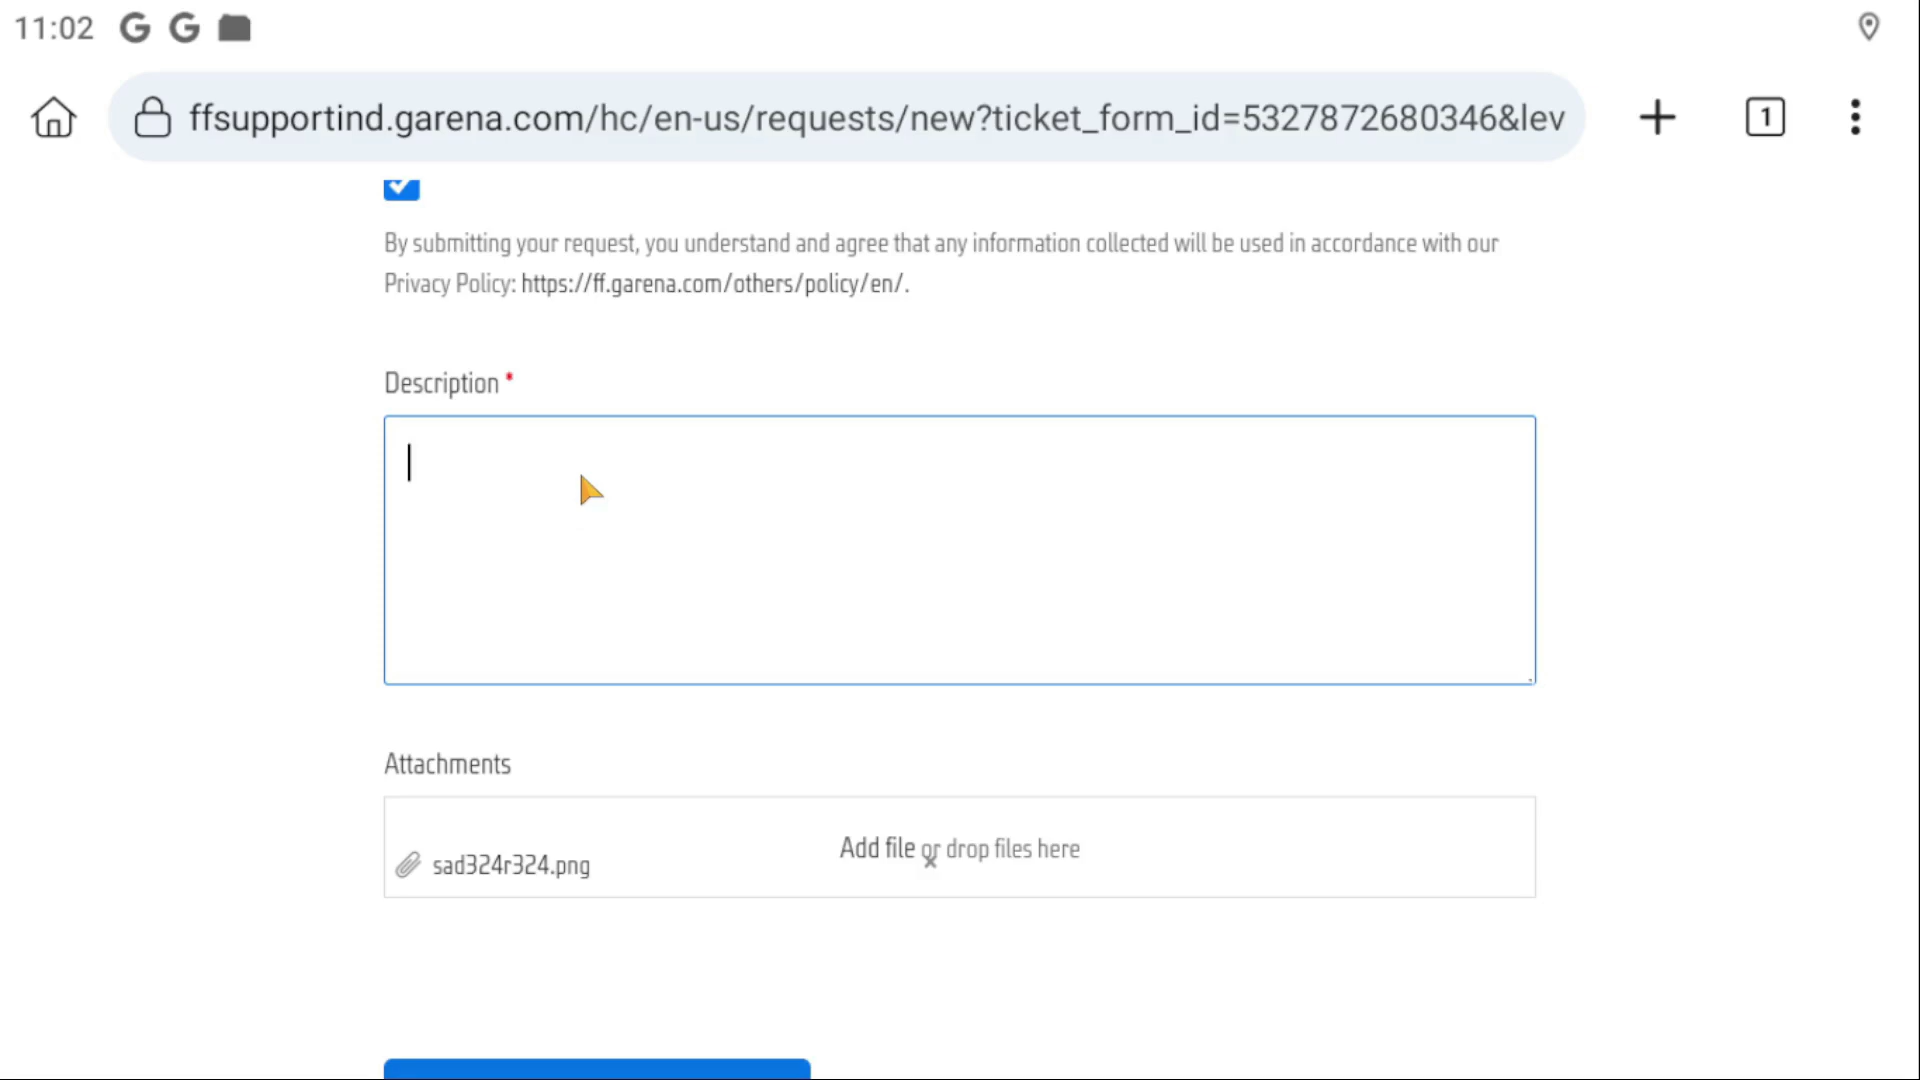 11:02
ffsupportind.garena.com/hc/en-us/requests/new?ticket_form_id=5327872680346&lev
1
By submitting your request, you understand and agree that any information collected will be used in accordance with our
Privacy Policy: https://ff.garena.com/others/policy/en/.
Description *
Attachments
Add file or drop files here
sad324r324.png